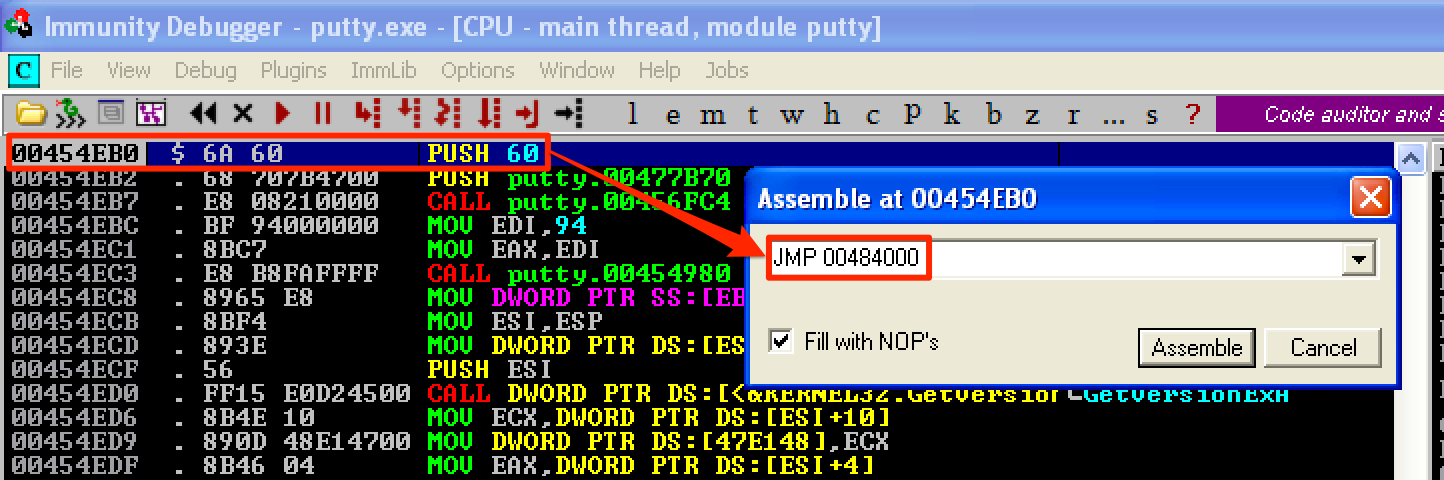 Immunity Debugger - putty.exe - [CPU - main thread, module putty]
C File View Debug Plugins ImmLib Options Window Help Jobs
l e m t w h c P k b z r ... s ? Code auditor and s
00454EB0 $ 6A 60 PUSH 60
00454EB2 . 68 707B4700 PUSH putty.00477B70
00454EB7 . E8 08210000 CALL putty.00456FC4
00454EBC . BF 94000000 MOV EDI,94
00454EC1 . 8BC7 MOV EAX,EDI
00454EC3 . E8 B8FAFFFF CALL putty.00454980
00454EC8 . 8965 E8 MOV DWORD PTR SS:[EB
00454ECB . 8BF4 MOV ESI,ESP
00454ECD . 893E MOV DWORD PTR DS:[ES
00454ECF . 56 PUSH ESI
00454ED0 . FF15 E0D24500 CALL DWORD PTR DS:[<&KERNEL32.GetVersion GetVersionExA
00454ED6 . 8B4E 10 MOV ECX,DWORD PTR DS:[ESI+10]
00454ED9 . 890D 48E14700 MOV DWORD PTR DS:[47E148],ECX
00454EDF . 8B46 04 MOV EAX,DWORD PTR DS:[ESI+4]
Assemble at 00454EB0
JMP 00484000
Fill with NOP's
Assemble Cancel